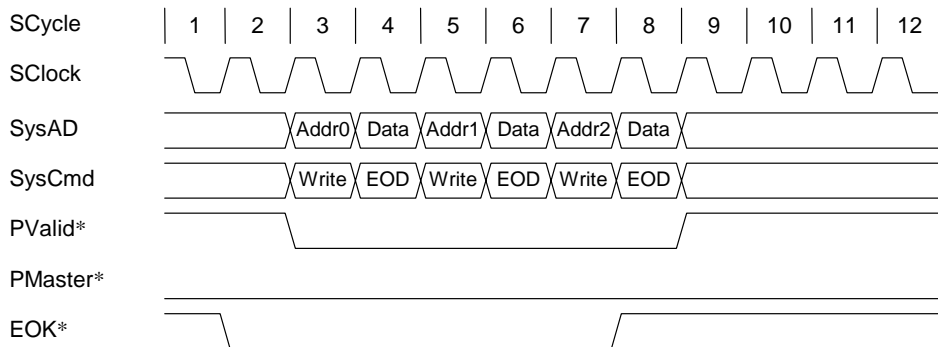 SCycle 1 2 3 4 5 6 7 8 9 10 11 12
SClock
SysAD Addr0 Data Addr1 Data Addr2 Data
SysCmd Write EOD Write EOD Write EOD
PValid*
PMaster*
EOK*